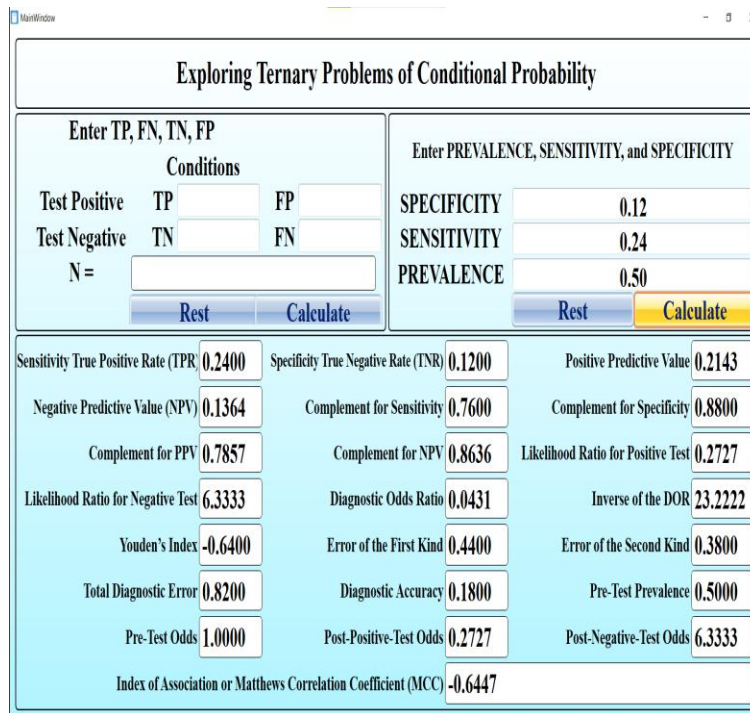 MainWindow
Exploring Ternary Problems of Conditional Probability
Enter TP, FN, TN, FP
Conditions
Test Positive TP FP
Test Negative TN FN
N =
Rest Calculate
Enter PREVALENCE, SENSITIVITY, and SPECIFICITY
SPECIFICITY 0.12
SENSITIVITY 0.24
PREVALENCE 0.50
Rest Calculate
Sensitivity True Positive Rate (TPR) 0.2400 Specificity True Negative Rate (TNR) 0.1200 Positive Predictive Value 0.2143
Negative Predictive Value (NPV) 0.1364 Complement for Sensitivity 0.7600 Complement for Specificity 0.8800
Complement for PPV 0.7857 Complement for NPV 0.8636 Likelihood Ratio for Positive Test 0.2727
Likelihood Ratio for Negative Test 6.3333 Diagnostic Odds Ratio 0.0431 Inverse of the DOR 23.2222
Youden's Index -0.6400 Error of the First Kind 0.4400 Error of the Second Kind 0.3800
Total Diagnostic Error 0.8200 Diagnostic Accuracy 0.1800 Pre-Test Prevalence 0.5000
Pre-Test Odds 1.0000 Post-Positive-Test Odds 0.2727 Post-Negative-Test Odds 6.3333
Index of Association or Matthews Correlation Coefficient (MCC) -0.6447